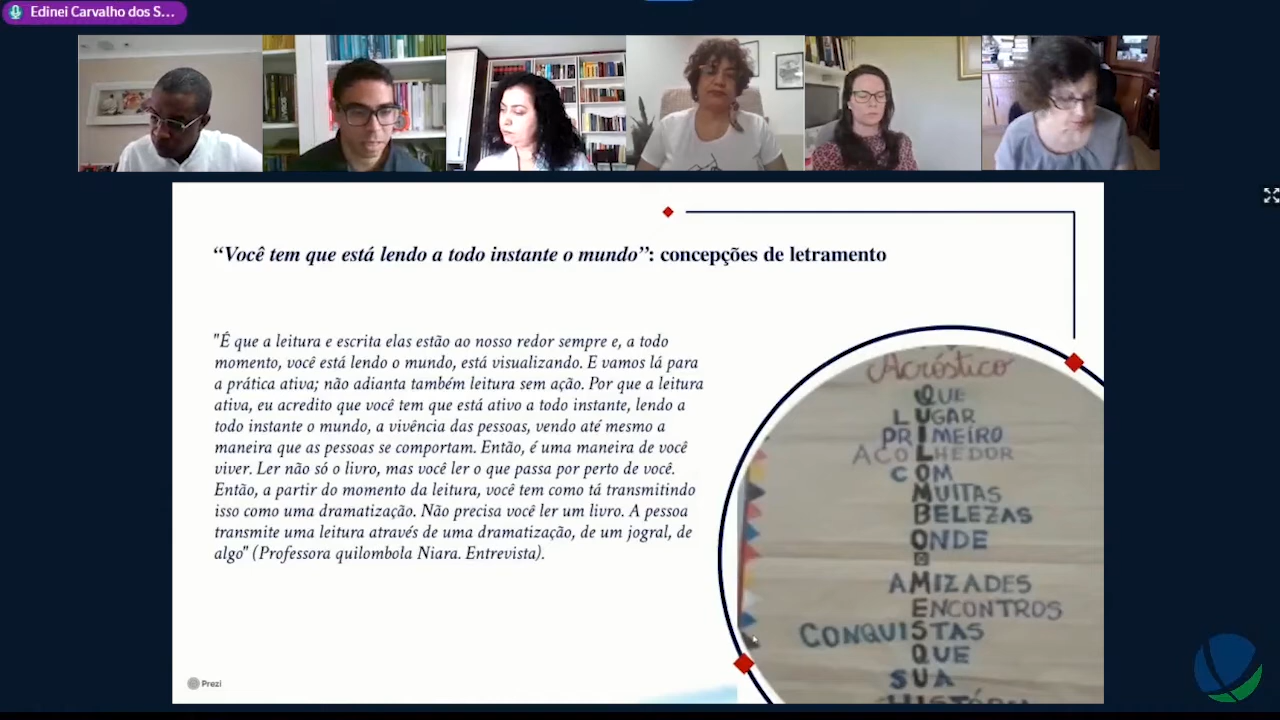 Edinei Carvalho dos S...
“Você tem que está lendo a todo instante o mundo”: concepções de letramento
"É que a leitura e escrita elas estão ao nosso redor sempre e, a todo
momento, você está lendo o mundo, está visualizando. E vamos lá para
a prática ativa; não adianta também leitura sem ação. Por que a leitura
ativa, eu acredito que você tem que está ativo a todo instante, lendo a
todo instante o mundo, a vivência das pessoas, vendo até mesmo a
maneira que as pessoas se comportam. Então, é uma maneira de você
viver. Ler não só o livro, mas você ler o que passa por perto de você.
Então, a partir do momento da leitura, você tem como tá transmitindo
isso como uma dramatização. Não precisa você ler um livro. A pessoa
transmite uma leitura através de uma dramatização, de um jogral, de
algo" (Professora quilombola Niara. Entrevista).
Acróstico
QUE
LUGAR
PRIMEIRO
ACOLHEDOR
COM
MUITAS
BELEZAS
ONDE
AMIZADES
ENCONTROS
CONQUISTAS
QUE
SUA
HISTÓRIA
Prezi